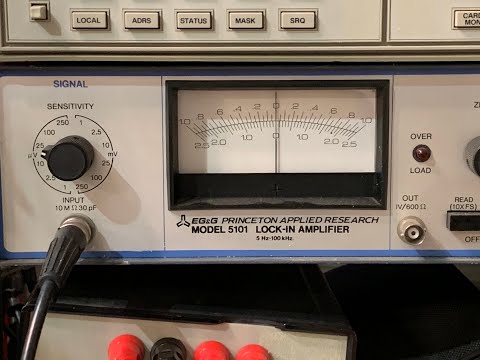 LOCAL ADRS STATUS MASK SRQ
SIGNAL
SENSITIVITY
250 1
100 2.5
25 10
μV mV
10 25
2.5 100
1 250
INPUT
10 MΩ 30 pF
1.0 .8 .6 .4 .2 0 .2 .4 .6 .8 1.0
2.5 2.0 1.0 0 1.0 2.0 2.5
EG&G PRINCETON APPLIED RESEARCH
MODEL 5101 LOCK-IN AMPLIFIER
5 Hz-100 kHz
OVER
LOAD
OUT
1V/600 Ω
READ
(10XFS)